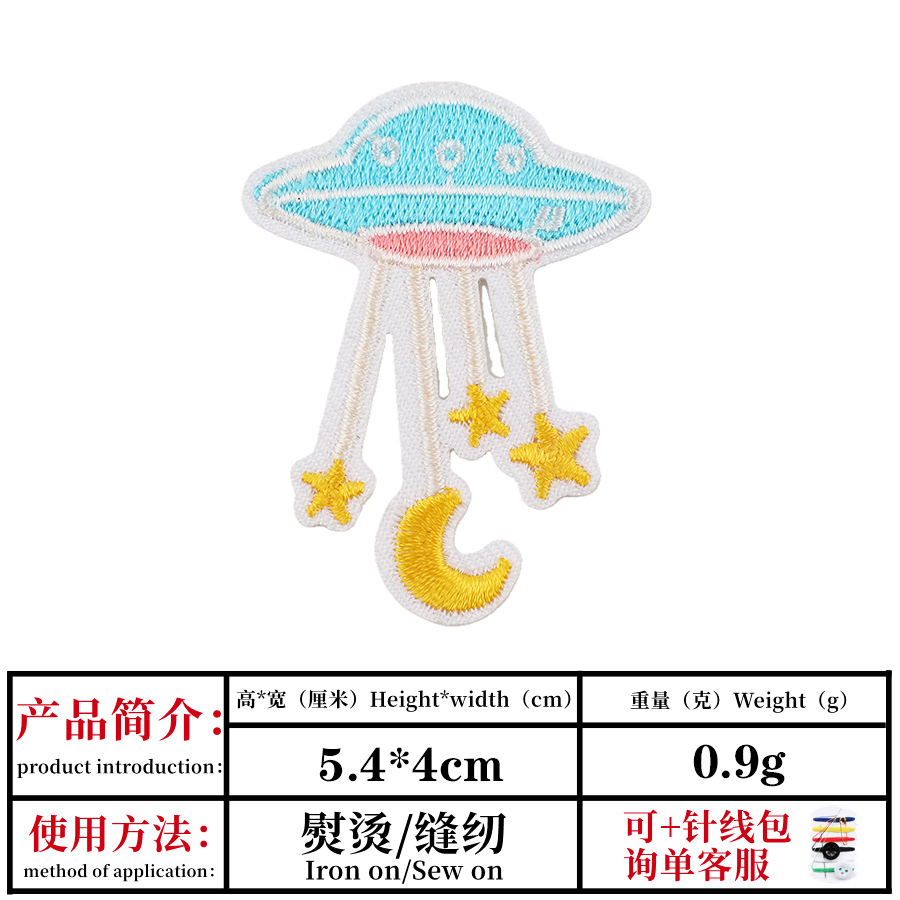 产品简介：
product introduction：
高*宽（厘米）Height*width（cm）
重量（克）Weight（g）
5.4*4cm
0.9g
使用方法：
method of application：
熨烫/缝纫
Iron on/Sew on
可+针线包
询单客服